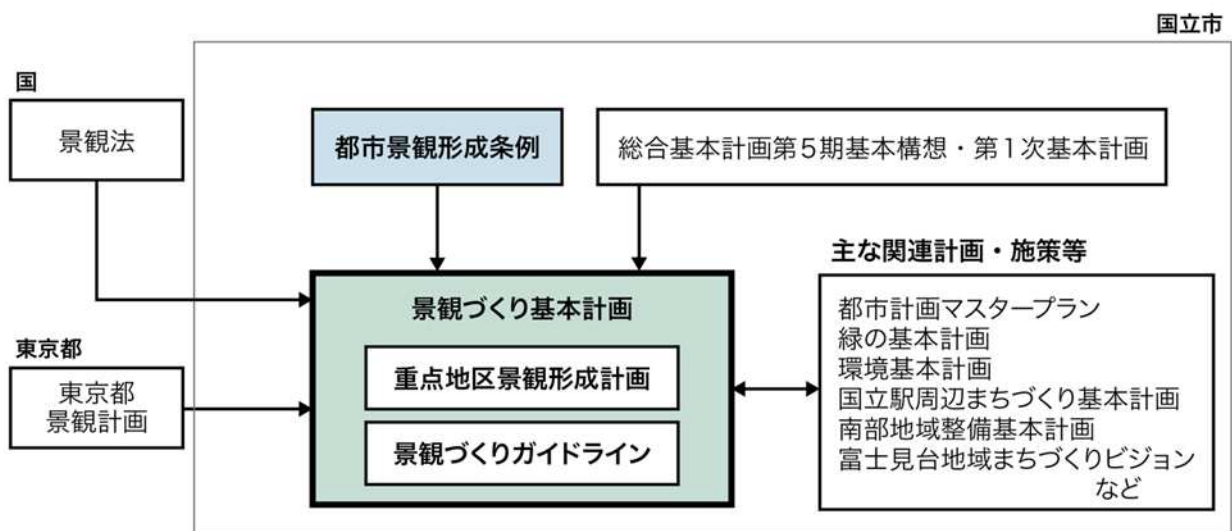 国立市
国
景観法
都市景観形成条例
総合基本計画第5期基本構想・第1次基本計画
主な関連計画・施策等
景観づくり基本計画
都市計画マスタープラン
緑の基本計画
環境基本計画
国立駅周辺まちづくり基本計画
南部地域整備基本計画
富士見台地域まちづくりビジョン
など
東京都
東京都
景観計画
重点地区景観形成計画
景観づくりガイドライン